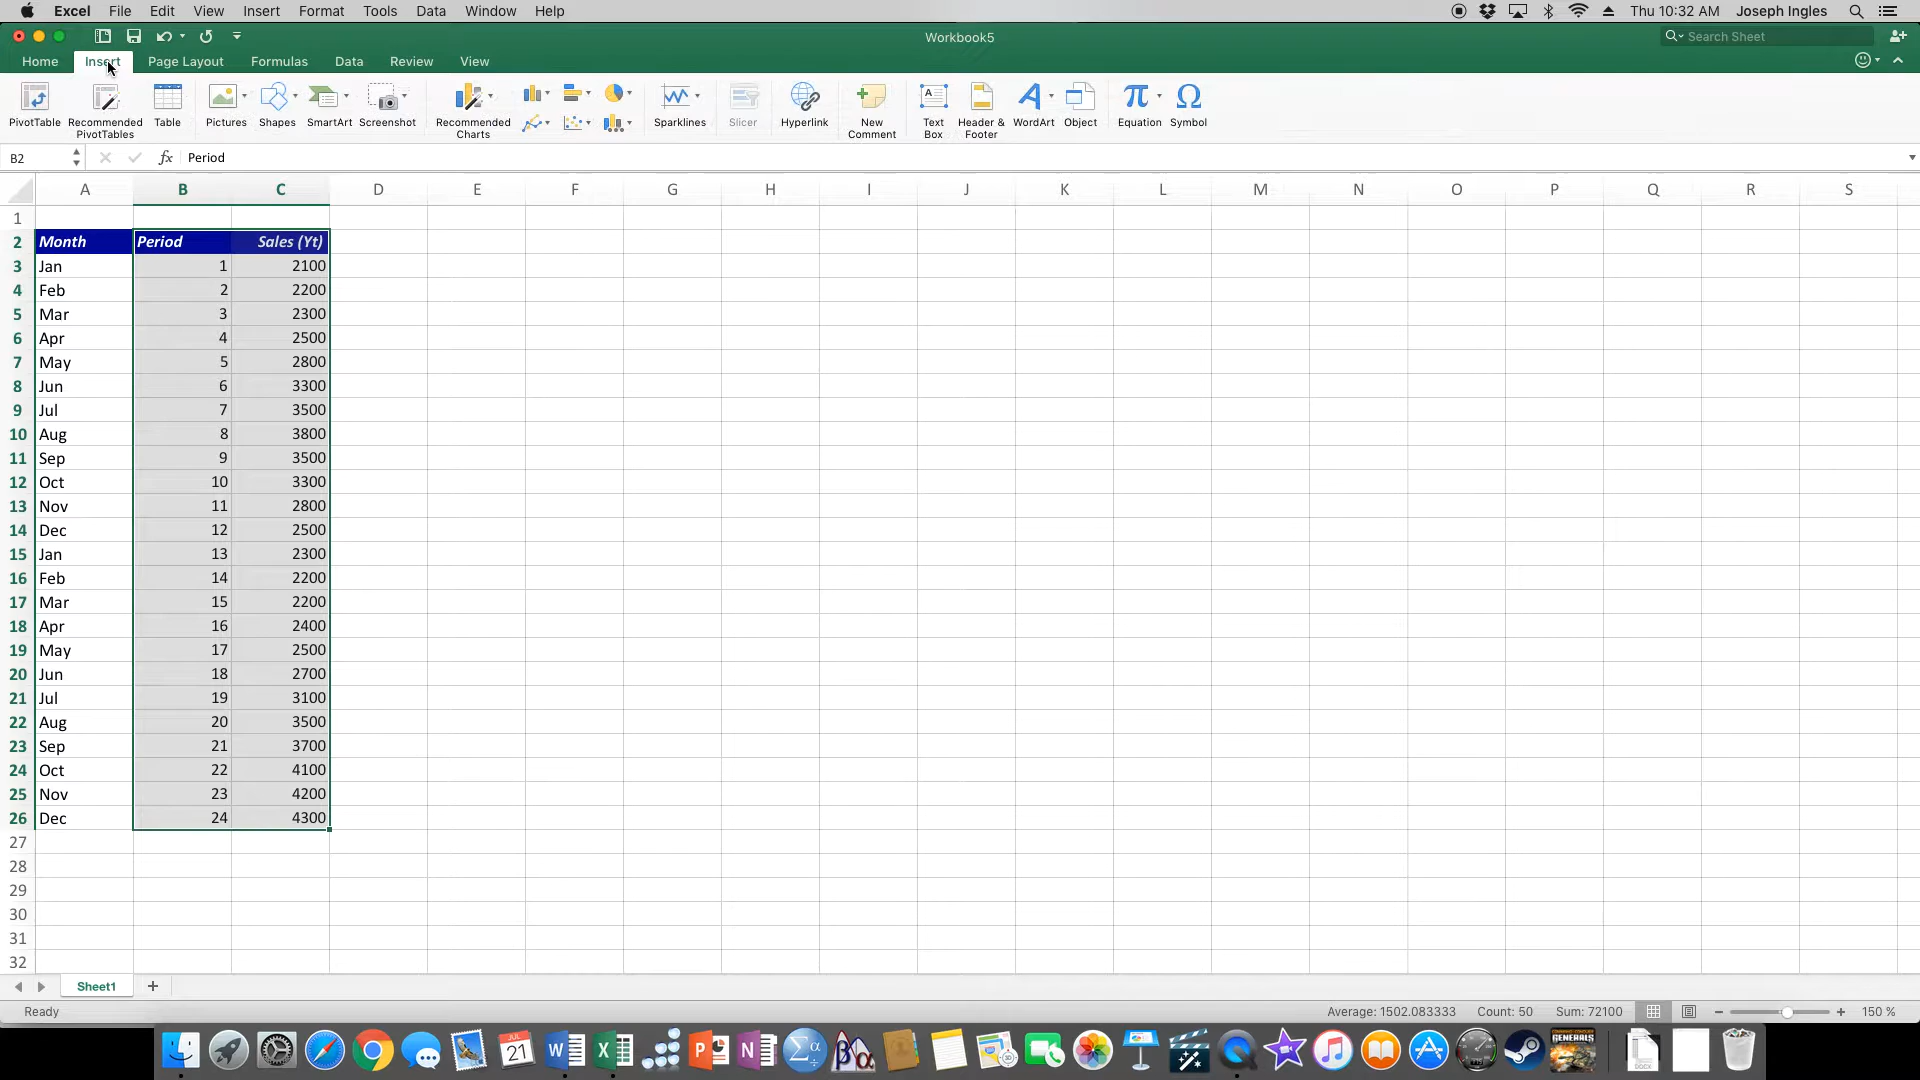 Excel File Edit View Insert Format Tools Data Window Help Thu 10:32 AM Joseph Ingles
Workbook5 Search Sheet
Home Insert Page Layout Formulas Data Review View
PivotTable Recommended PivotTables Table Pictures Shapes SmartArt Screenshot Recommended Charts Sparklines Slicer Hyperlink New Comment Text Box Header & Footer WordArt Object Equation Symbol
B2 fx Period
A B C D E F G H I J K L M N O P Q R S
1
2 Month Period Sales (Yt)
3 Jan 1 2100
4 Feb 2 2200
5 Mar 3 2300
6 Apr 4 2500
7 May 5 2800
8 Jun 6 3300
9 Jul 7 3500
10 Aug 8 3800
11 Sep 9 3500
12 Oct 10 3300
13 Nov 11 2800
14 Dec 12 2500
15 Jan 13 2300
16 Feb 14 2200
17 Mar 15 2200
18 Apr 16 2400
19 May 17 2500
20 Jun 18 2700
21 Jul 19 3100
22 Aug 20 3500
23 Sep 21 3700
24 Oct 22 4100
25 Nov 23 4200
26 Dec 24 4300
27
28
29
30
31
32
Sheet1
Ready Average: 1502.083333 Count: 50 Sum: 72100 150 %
JUL 21 GENERALS DOCX